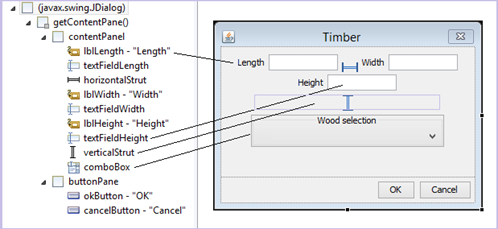 (javax.swing.JDialog)
getContentPane()
contentPanel
lblLength - "Length"
textFieldLength
horizontalStrut
lblWidth - "Width"
textFieldWidth
lblHeight - "Height"
textFieldHeight
verticalStrut
comboBox
buttonPane
okButton - "OK"
cancelButton - "Cancel"
Timber
Length Width
Height
Wood selection
OK Cancel